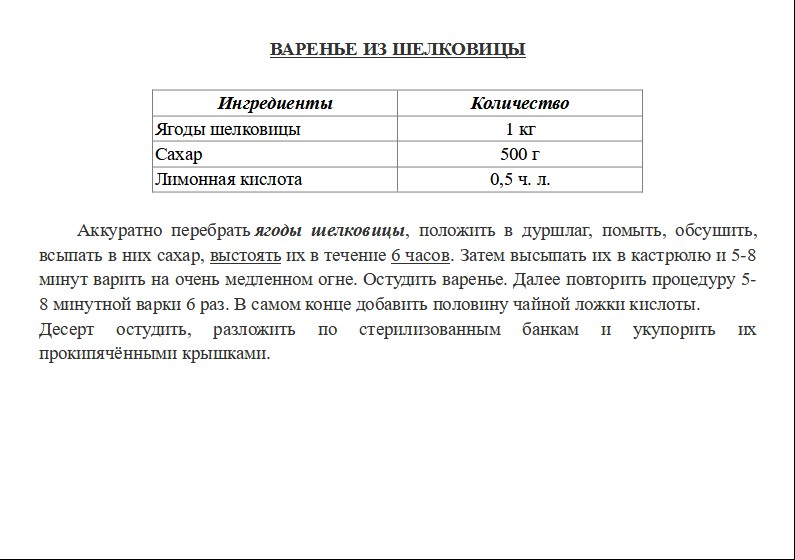 ВАРЕНЬЕ ИЗ ШЕЛКОВИЦЫ
Ингредиенты Количество
Ягоды шелковицы 1 кг
Сахар 500 г
Лимонная кислота 0,5 ч. л.
Аккуратно перебрать ягоды шелковицы, положить в дуршлаг, помыть, обсушить,
всыпать в них сахар, выстоять их в течение 6 часов. Затем высыпать их в кастрюлю и 5-8
минут варить на очень медленном огне. Остудить варенье. Далее повторить процедуру 5-
8 минутной варки 6 раз. В самом конце добавить половину чайной ложки кислоты.
Десерт остудить, разложить по стерилизованным банкам и укупорить их
прокипячёнными крышками.